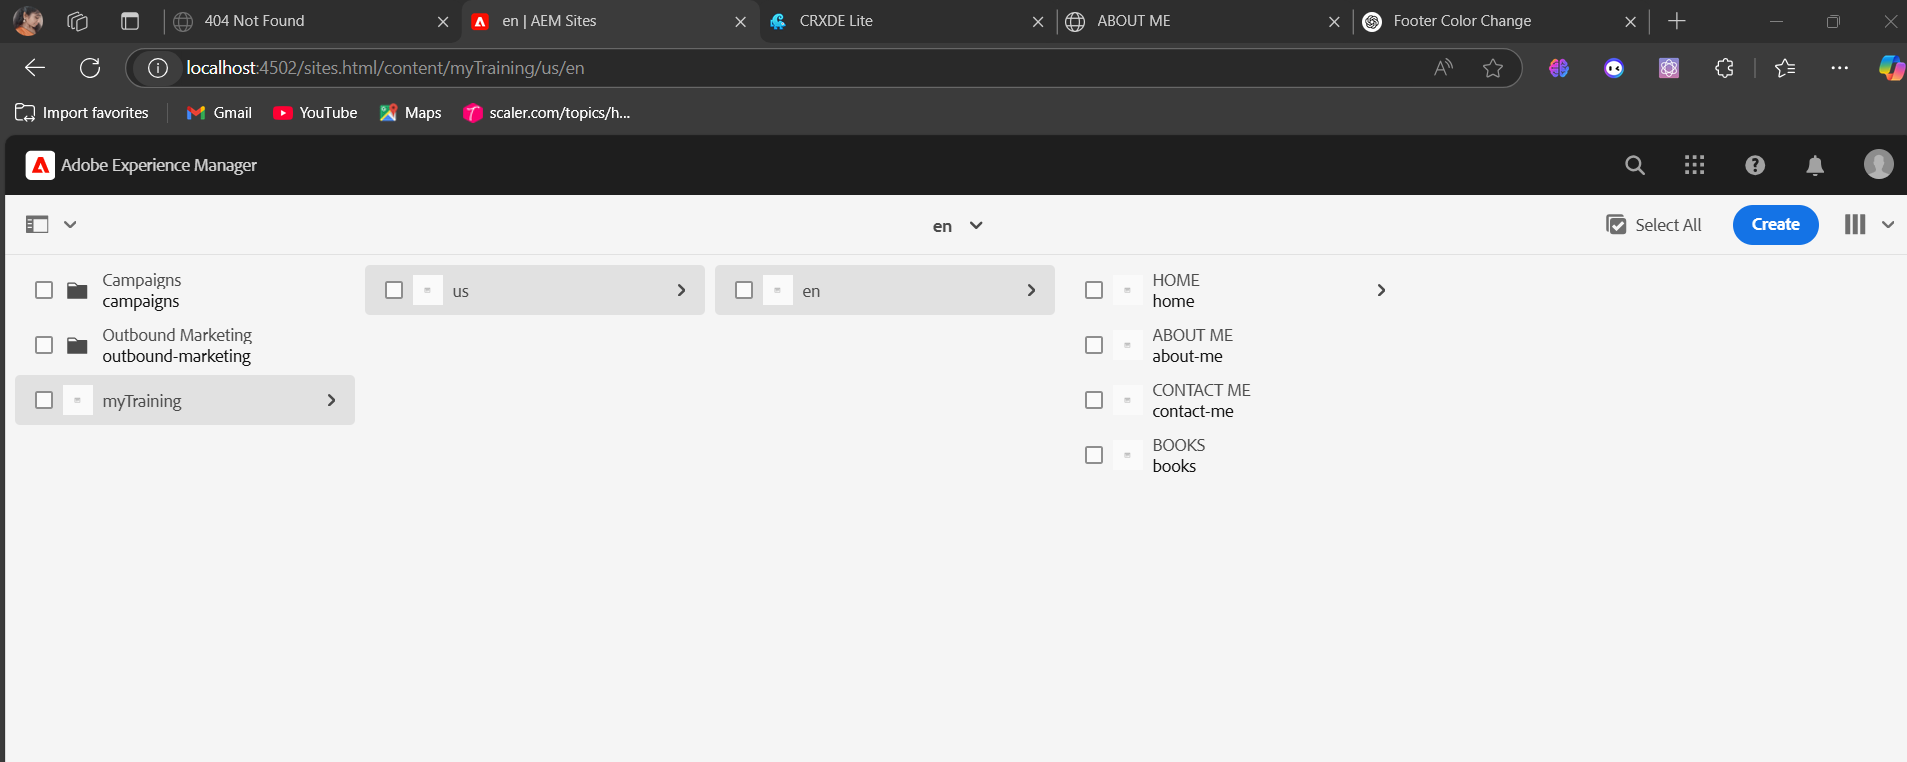 404 Not Found
en | AEM Sites
CRXDE Lite
ABOUT ME
Footer Color Change
localhost:4502/sites.html/content/myTraining/us/en
Import favorites
Gmail
YouTube
Maps
scaler.com/topics/h...
Adobe Experience Manager
en
Select All
Create
Campaigns
campaigns
Outbound Marketing
outbound-marketing
myTraining
us
en
HOME
home
ABOUT ME
about-me
CONTACT ME
contact-me
BOOKS
books